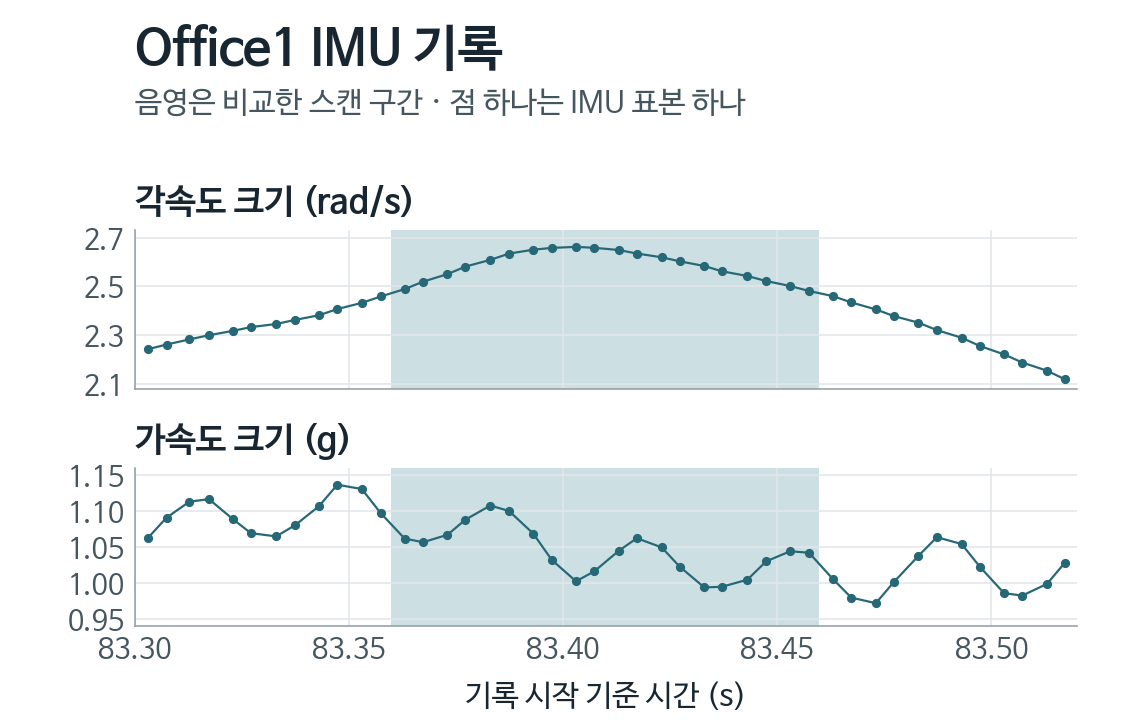 Office1 IMU 기록
음영은 비교한 스캔 구간 · 점 하나는 IMU 표본 하나
각속도 크기 (rad/s)
2.7
2.5
2.3
2.1
가속도 크기 (g)
1.15
1.10
1.05
1.00
0.95
83.30 83.35 83.40 83.45 83.50
기록 시작 기준 시간 (s)